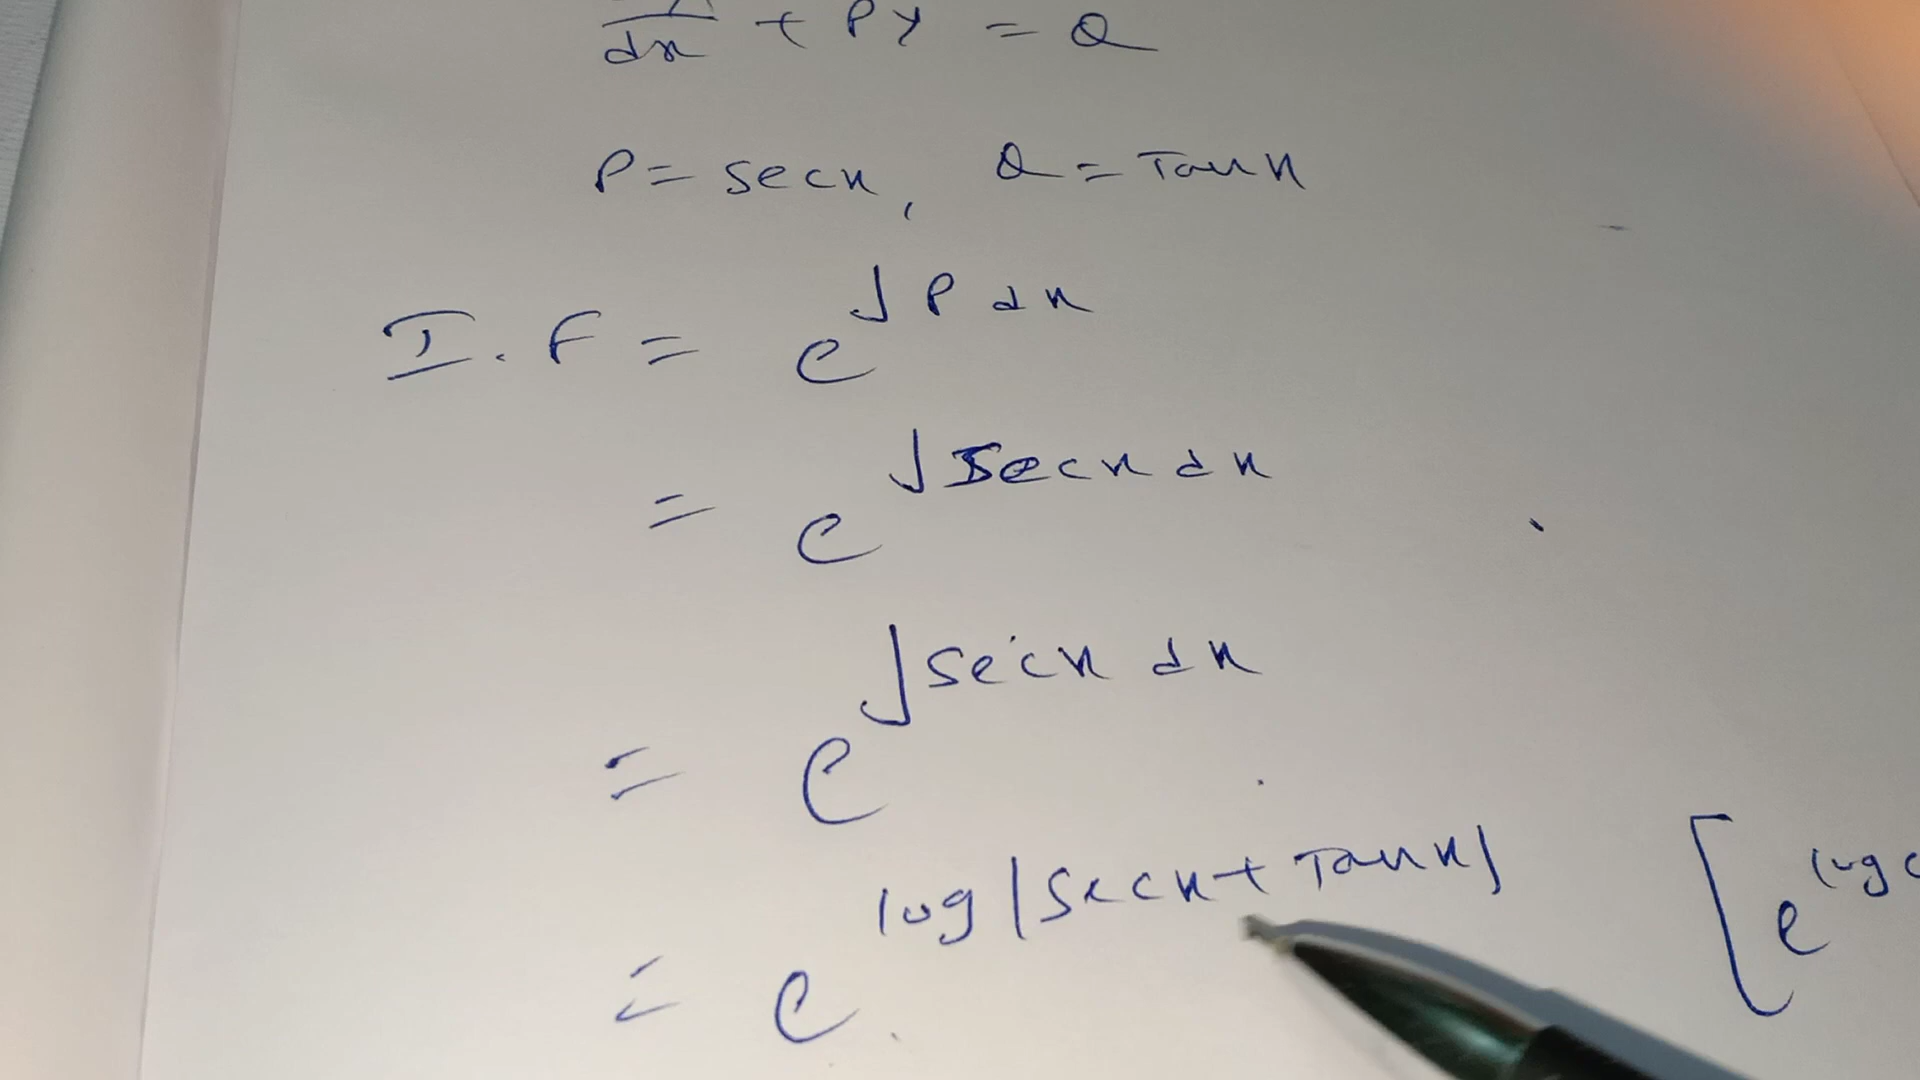 /dx + Py = Q
P = secx, Q = Tanx
I.F = e^∫P dx
= e^∫secx dx
= e^∫secx dx
= e^log|secx + Tanx| [e^log